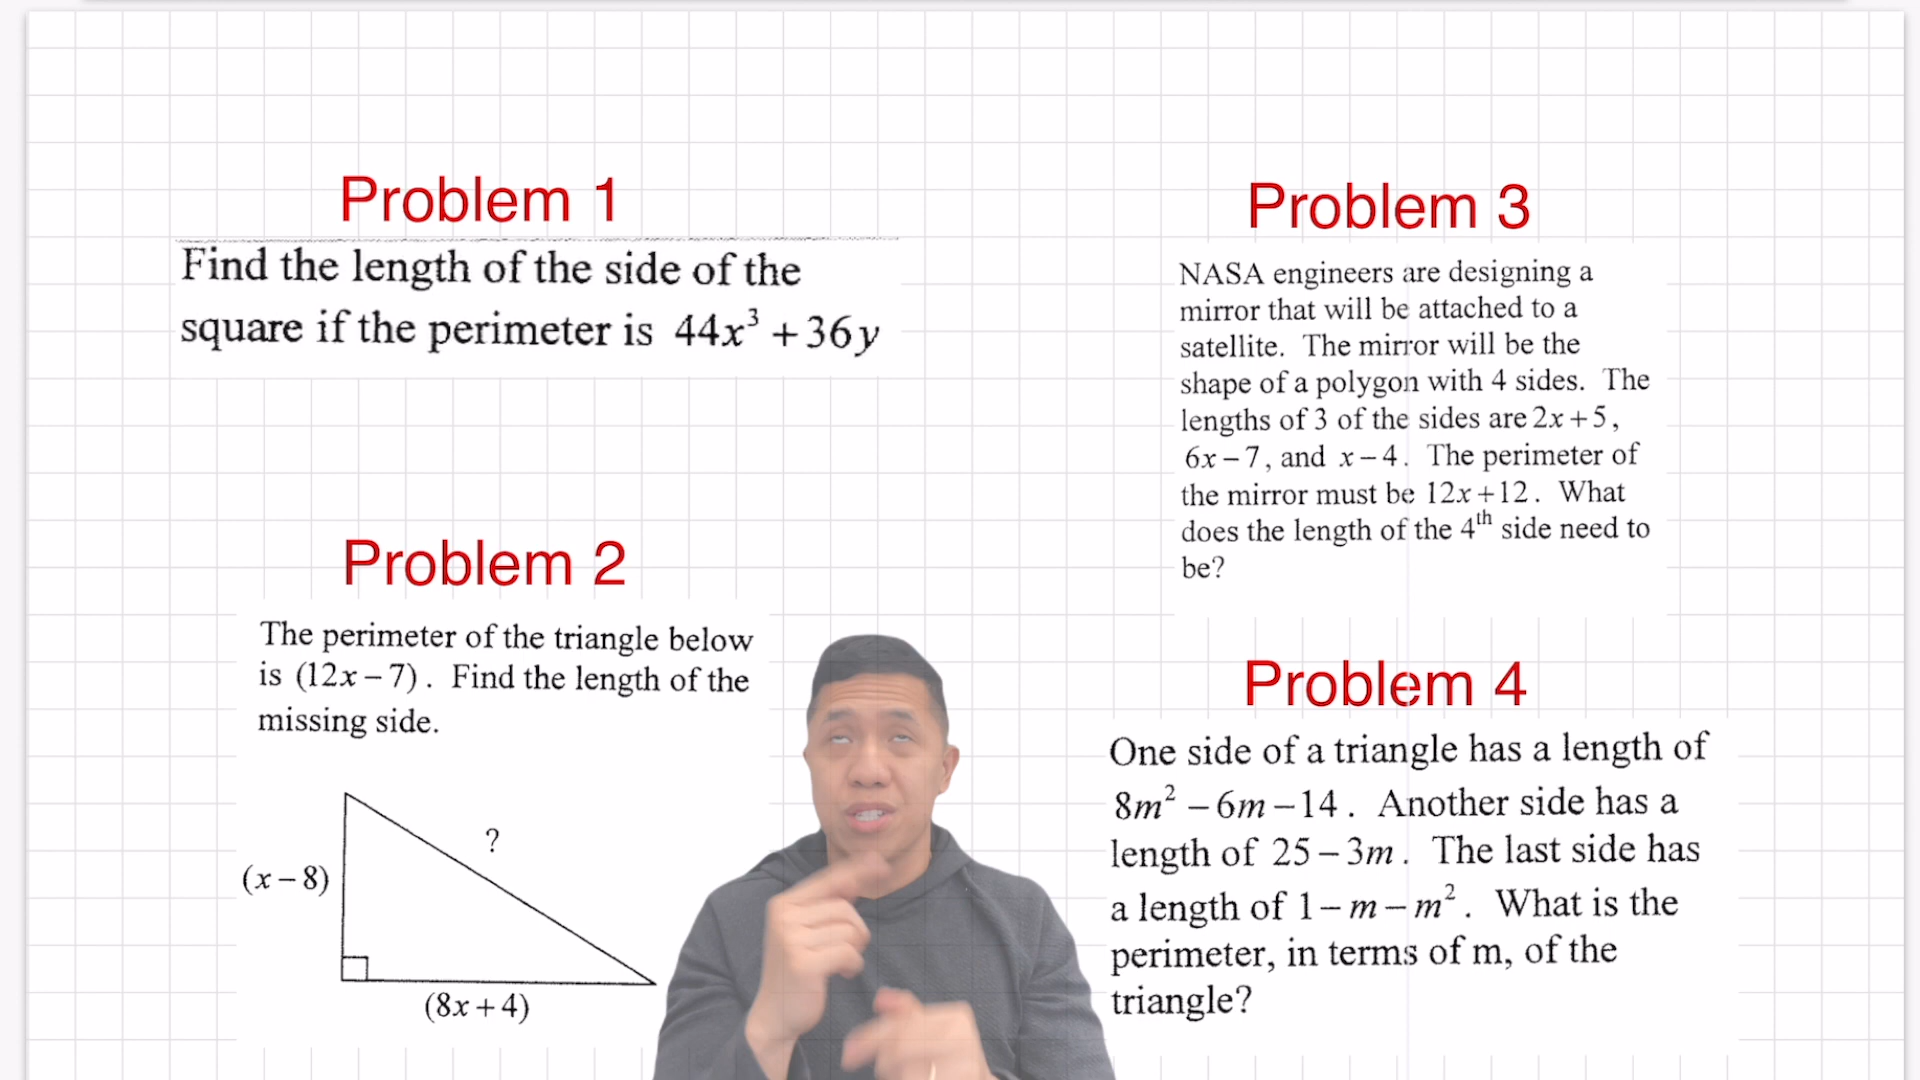 Problem 1
Find the length of the side of the
square if the perimeter is 44x³ + 36y
Problem 2
The perimeter of the triangle below
is (12x – 7). Find the length of the
missing side.
?
(x – 8)
(8x + 4)
Problem 3
NASA engineers are designing a
mirror that will be attached to a
satellite. The mirror will be the
shape of a polygon with 4 sides. The
lengths of 3 of the sides are 2x + 5,
6x – 7, and x – 4. The perimeter of
the mirror must be 12x + 12. What
does the length of the 4th side need to
be?
Problem 4
One side of a triangle has a length of
8m² – 6m – 14. Another side has a
length of 25 – 3m. The last side has
a length of 1 – m – m². What is the
perimeter, in terms of m, of the
triangle?